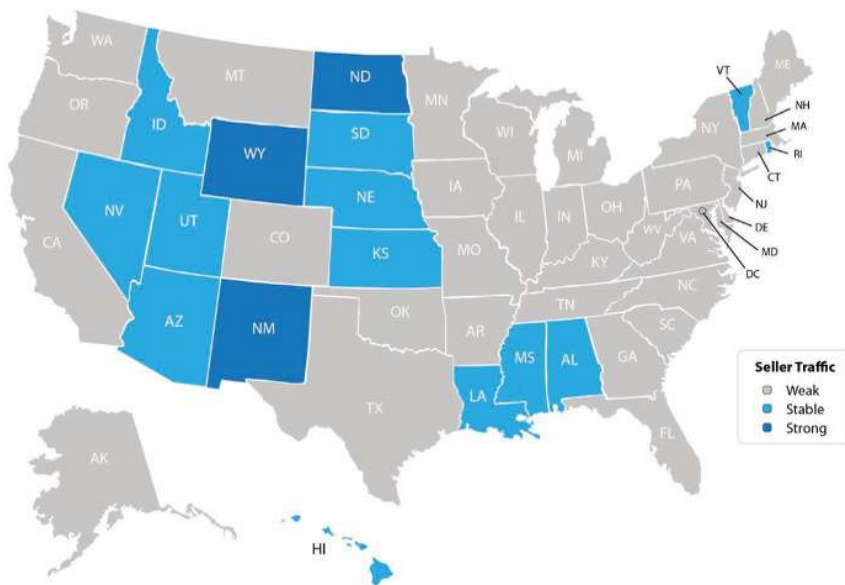 WA
MT
ND
MN
ME
VT
OR
ID
SD
WI
NY
NH
MA
WY
MI
RI
CT
NE
IA
PA
NJ
NV
UT
IL
IN
OH
DE
CA
CO
WV
VA
MD
KS
MO
KY
DC
NC
TN
AZ
NM
OK
AR
SC
MS
AL
GA
LA
TX
FL
AK
HI
Seller Traffic
Weak
Stable
Strong